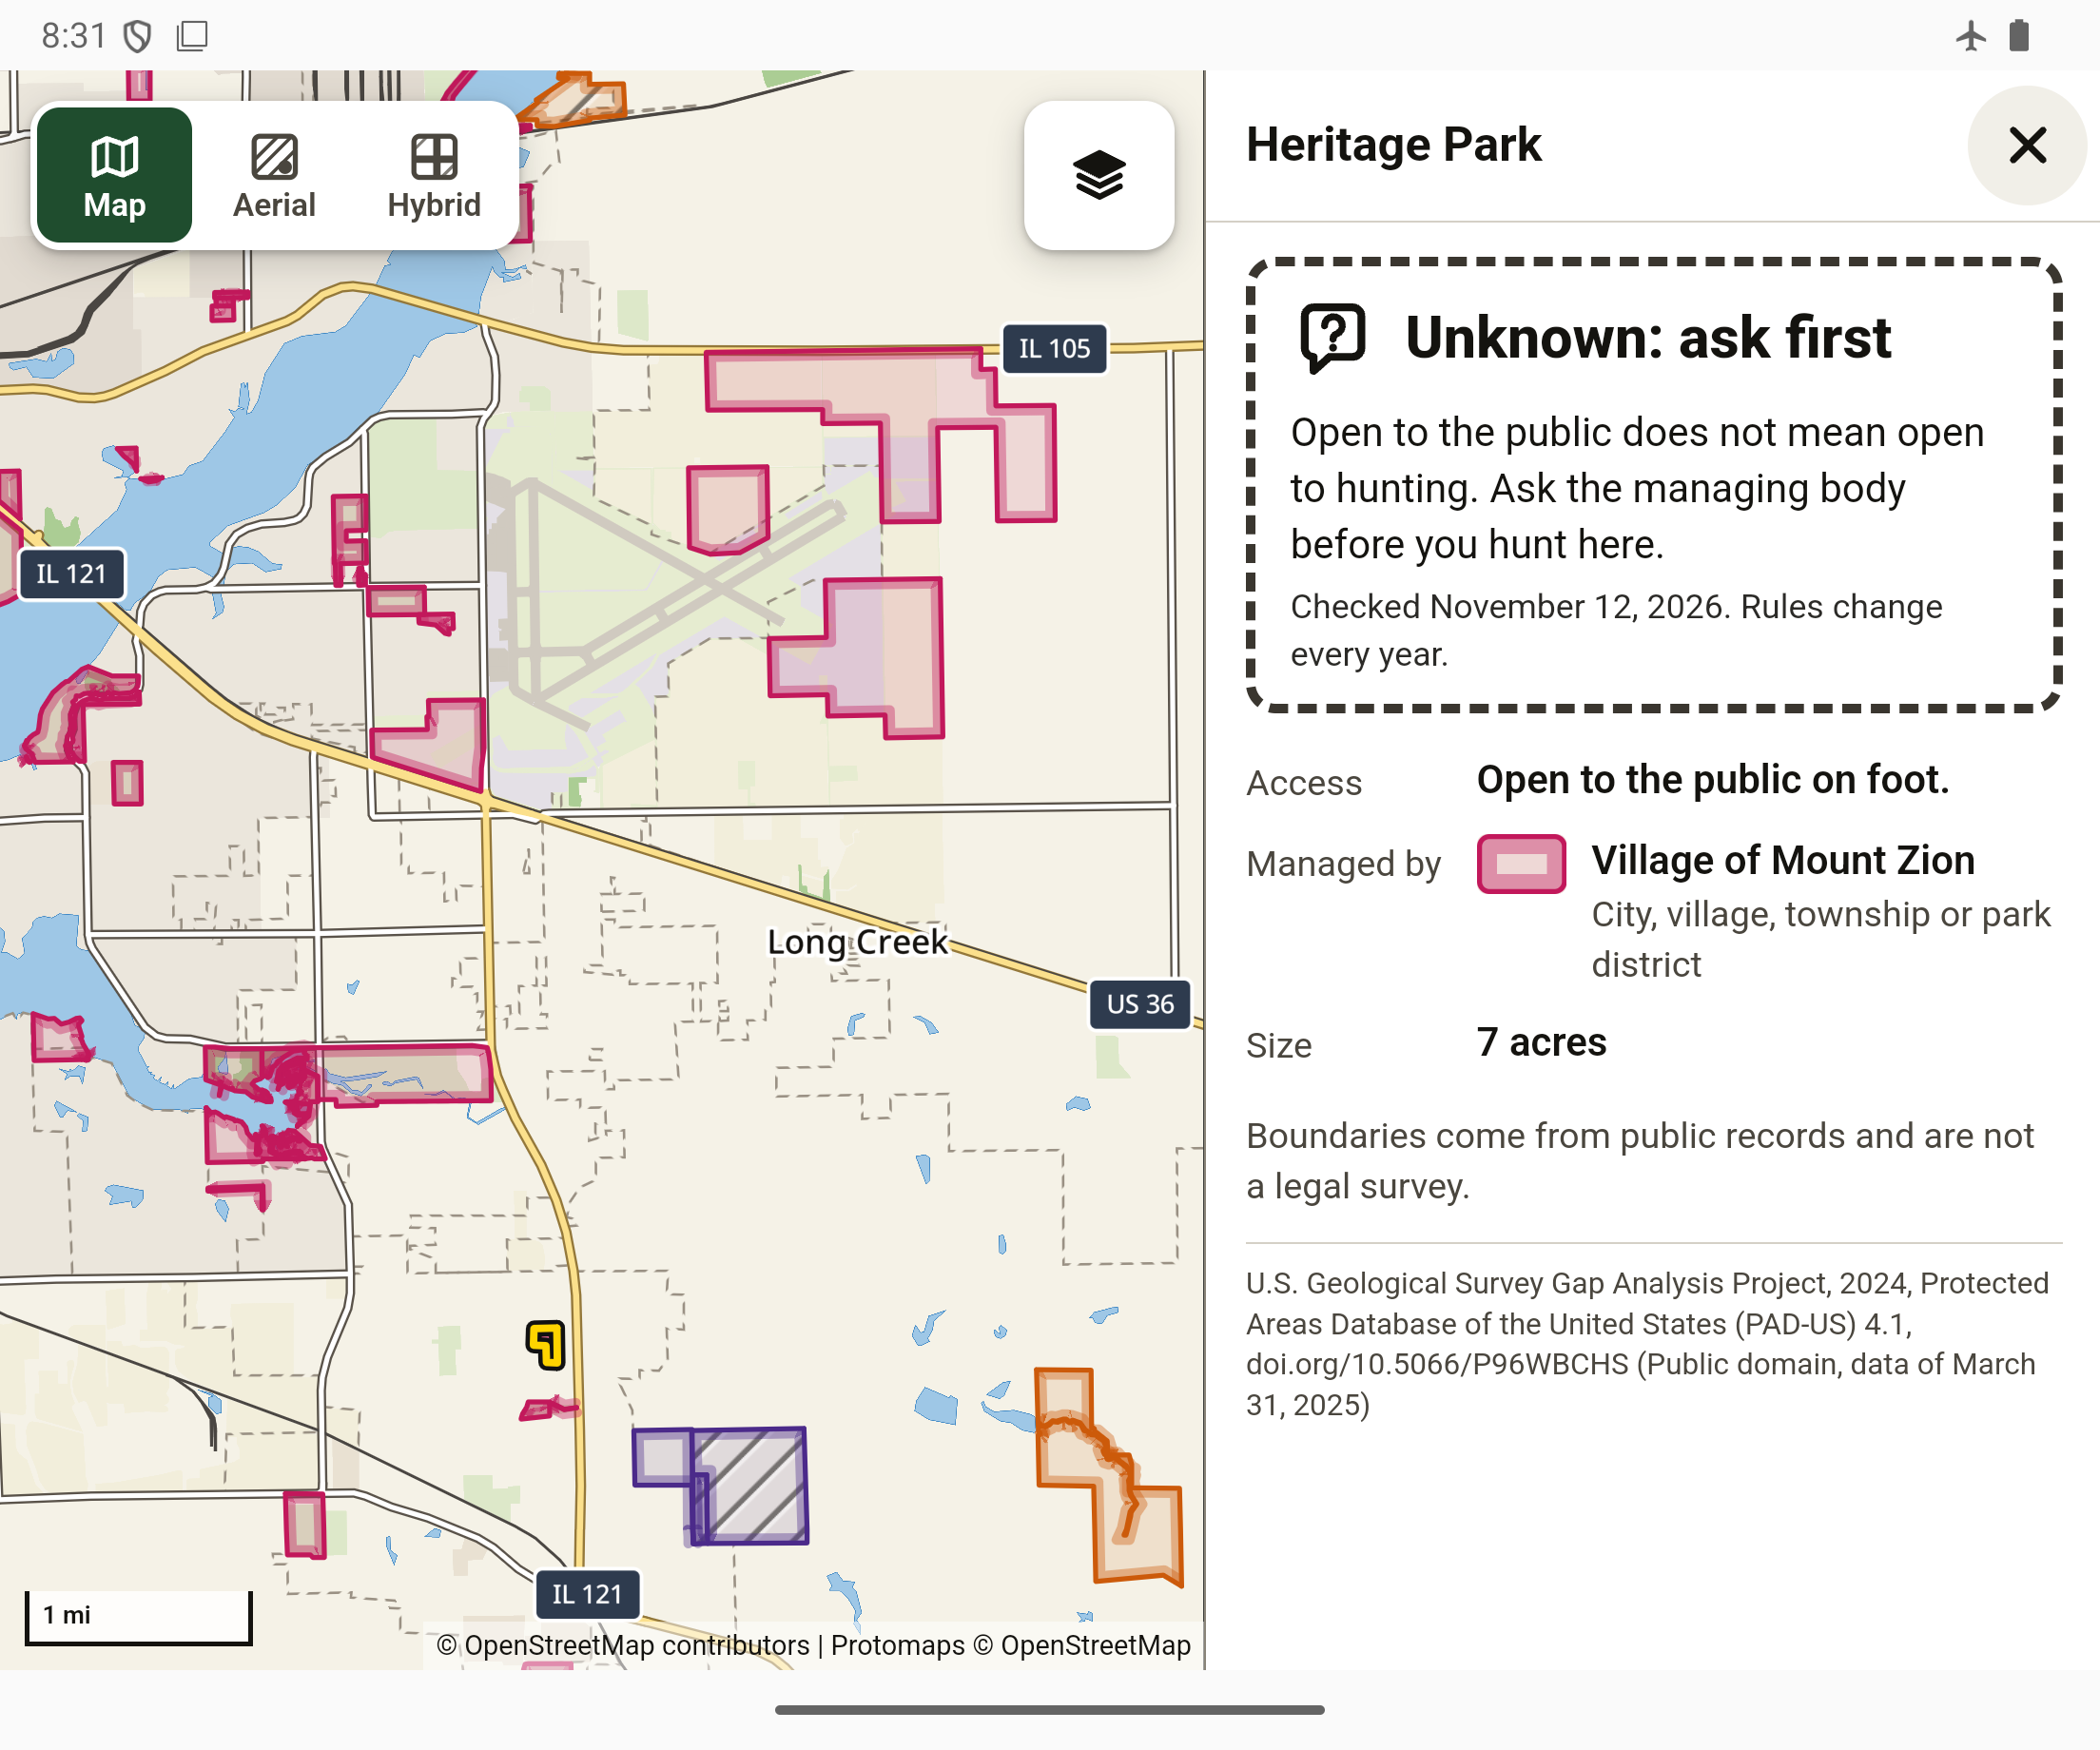 8:31
Map
Aerial
Hybrid
IL 105
IL 121
Long Creek
US 36
IL 121
1 mi
© OpenStreetMap contributors | Protomaps © OpenStreetMap
Heritage Park
Unknown: ask first
Open to the public does not mean open
to hunting. Ask the managing body
before you hunt here.
Checked November 12, 2026. Rules change
every year.
Access
Open to the public on foot.
Managed by
Village of Mount Zion
City, village, township or park
district
Size
7 acres
Boundaries come from public records and are not
a legal survey.
U.S. Geological Survey Gap Analysis Project, 2024, Protected
Areas Database of the United States (PAD-US) 4.1,
doi.org/10.5066/P96WBCHS (Public domain, data of March
31, 2025)